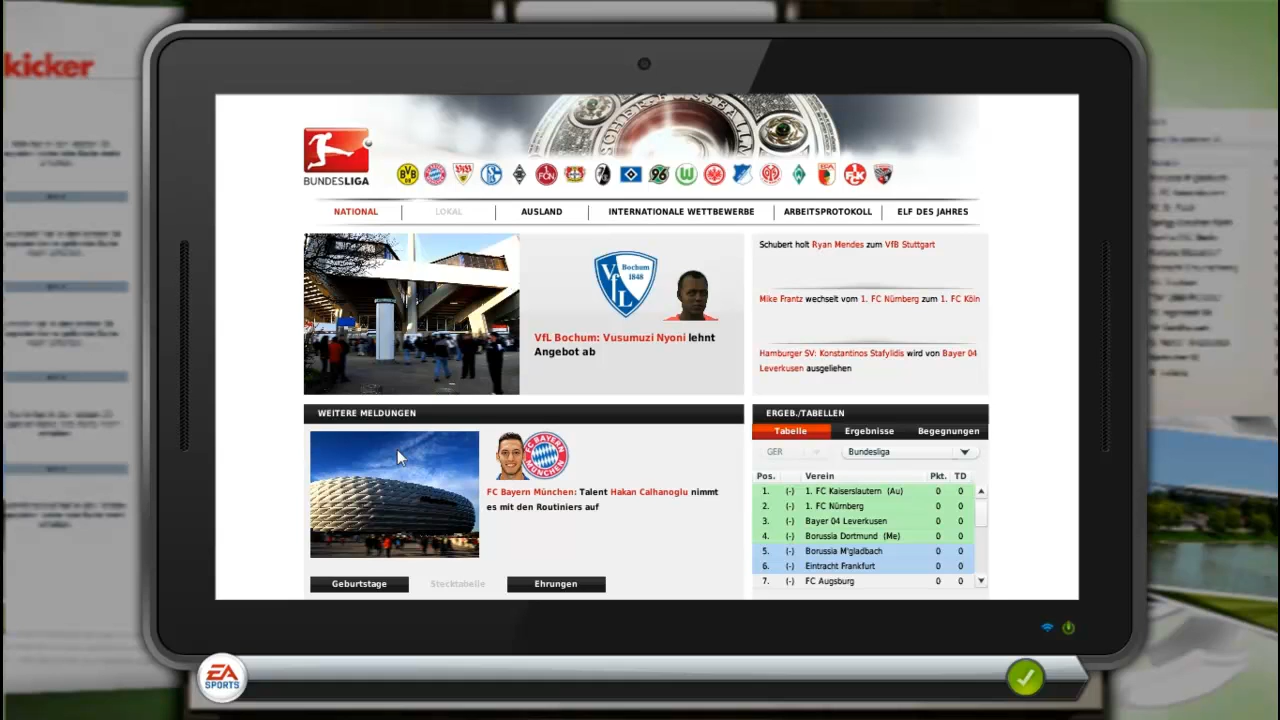 kicker
BUNDESLIGA
NATIONAL
LOKAL
AUSLAND
INTERNATIONALE WETTBEWERBE
ARBEITSPROTOKOLL
ELF DES JAHRES
VfL Bochum 1848
VfL Bochum: Vusumuzi Nyoni lehnt
Angebot ab
Schubert holt Ryan Mendes zum VfB Stuttgart
Mike Frantz wechselt vom 1. FC Nürnberg zum 1. FC Köln
Hamburger SV: Konstantinos Stafylidis wird von Bayer 04
Leverkusen ausgeliehen
WEITERE MELDUNGEN
FC BAYERN MÜNCHEN
FC Bayern München: Talent Hakan Calhanoglu nimmt
es mit den Routiniers auf
Geburtstage
Stecktabelle
Ehrungen
ERGEB./TABELLEN
Tabelle Ergebnisse Begegnungen
GER Bundesliga
Pos. Verein Pkt. TD
1. (-) 1. FC Kaiserslautern (Au) 0 0
2. (-) 1. FC Nürnberg 0 0
3. (-) Bayer 04 Leverkusen 0 0
4. (-) Borussia Dortmund (Me) 0 0
5. (-) Borussia M'gladbach 0 0
6. (-) Eintracht Frankfurt 0 0
7. (-) FC Augsburg 0 0
EA
SPORTS